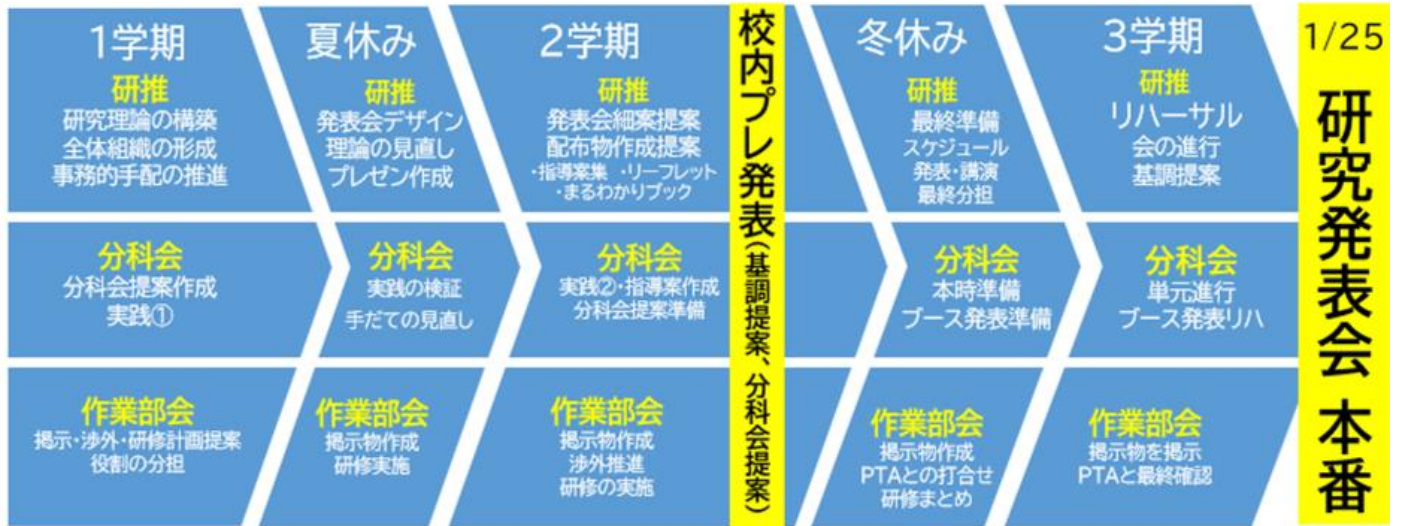 1学期
研推
研究理論の構築
全体組織の形成
事務的手配の推進
分科会
分科会提案作成
実践①
作業部会
掲示・渉外・研修計画提案
役割の分担
夏休み
研推
発表会デザイン
理論の見直し
プレゼン作成
分科会
実践の検証
手だての見直し
作業部会
掲示物作成
研修実施
2学期
研推
発表会細案提案
配布物作成提案
・指導案集 ・リーフレット
・まるわかりブック
分科会
実践②・指導案作成
分科会提案準備
作業部会
掲示物作成
渉外推進
研修の実施
校内プレ発表(基調提案、分科会提案)
冬休み
研推
最終準備
スケジュール
発表・講演
最終分担
分科会
本時準備
ブース発表準備
作業部会
掲示物作成
PTAとの打合せ
研修まとめ
3学期
研推
リハーサル
会の進行
基調提案
分科会
単元進行
ブース発表リハ
作業部会
掲示物を掲示
PTAと最終確認
1/25
研究発表会 本番